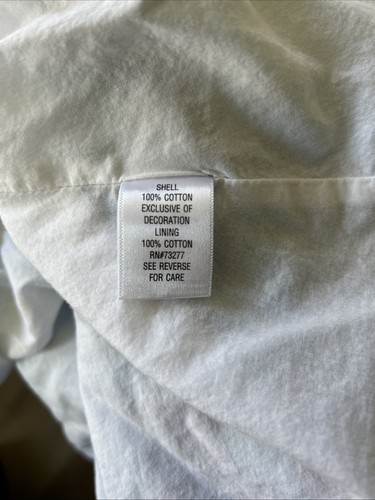 SHELL
100% COTTON
EXCLUSIVE OF
DECORATION
LINING
100% COTTON
RN#73277
SEE REVERSE
FOR CARE